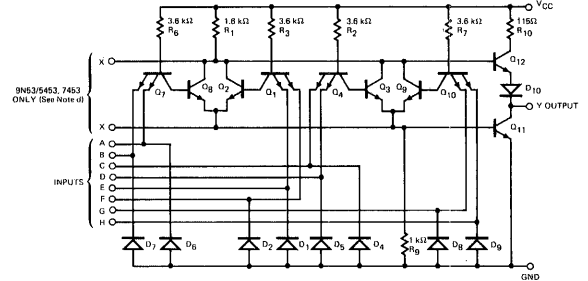 VCC
3.6 kΩ
R6
1.6 kΩ
R1
3.6 kΩ
R3
3.6 kΩ
R2
3.6 kΩ
R7
115Ω
R10
X
Q12
9N53/5453, 7453
ONLY (See Note d)
Q7
Q8
Q2
Q1
Q4
Q3
Q9
Q10
D10
Y OUTPUT
X
Q11
INPUTS
A
B
C
D
E
F
G
H
D7
D6
D2
D1
D5
D4
1 kΩ
R9
D8
D9
GND